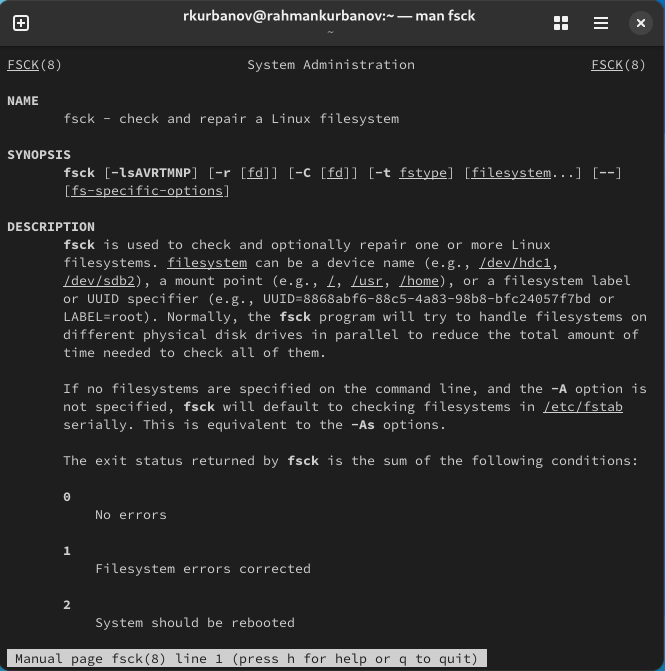 rkurbanov@rahmankurbanov:~ — man fsck
~
FSCK(8) System Administration FSCK(8)
NAME
fsck - check and repair a Linux filesystem
SYNOPSIS
fsck [-lsAVRTMNP] [-r [fd]] [-C [fd]] [-t fstype] [filesystem...] [--]
[fs-specific-options]
DESCRIPTION
fsck is used to check and optionally repair one or more Linux
filesystems. filesystem can be a device name (e.g., /dev/hdc1,
/dev/sdb2), a mount point (e.g., /, /usr, /home), or a filesystem label
or UUID specifier (e.g., UUID=8868abf6-88c5-4a83-98b8-bfc24057f7bd or
LABEL=root). Normally, the fsck program will try to handle filesystems on
different physical disk drives in parallel to reduce the total amount of
time needed to check all of them.
If no filesystems are specified on the command line, and the -A option is
not specified, fsck will default to checking filesystems in /etc/fstab
serially. This is equivalent to the -As options.
The exit status returned by fsck is the sum of the following conditions:
0
No errors
1
Filesystem errors corrected
2
System should be rebooted
Manual page fsck(8) line 1 (press h for help or q to quit)